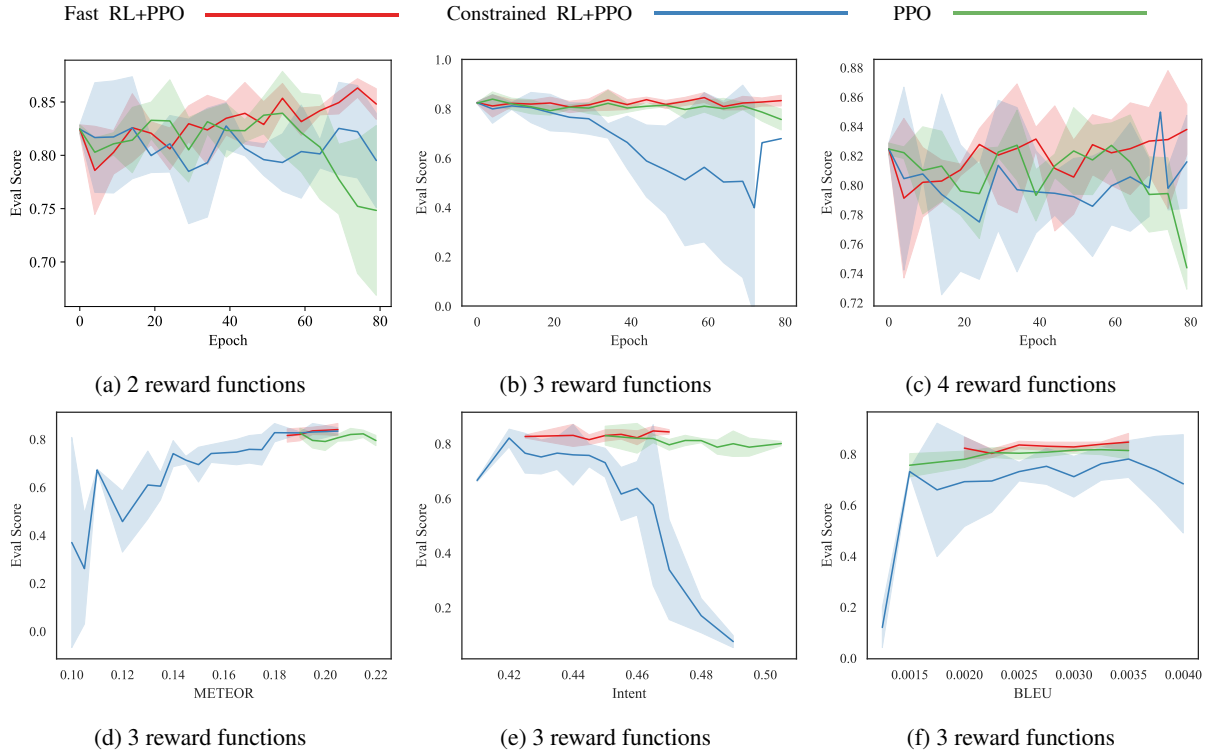 Fast RL+PPO Constrained RL+PPO PPO
0.85
0.80
0.75
0.70
Eval Score
0 20 40 60 80
Epoch
1.0
0.8
0.6
0.4
0.2
0.0
Eval Score
0 20 40 60 80
Epoch
0.88
0.86
0.84
0.82
0.80
0.78
0.76
0.74
0.72
Eval Score
0 20 40 60 80
Epoch
(a) 2 reward functions
(b) 3 reward functions
(c) 4 reward functions
0.8
0.6
0.4
0.2
0.0
Eval Score
0.10 0.12 0.14 0.16 0.18 0.20 0.22
METEOR
0.8
0.6
0.4
0.2
Eval Score
0.42 0.44 0.46 0.48 0.50
Intent
0.8
0.6
0.4
0.2
0.0
Eval Score
0.0015 0.0020 0.0025 0.0030 0.0035 0.0040
BLEU
(d) 3 reward functions
(e) 3 reward functions
(f) 3 reward functions